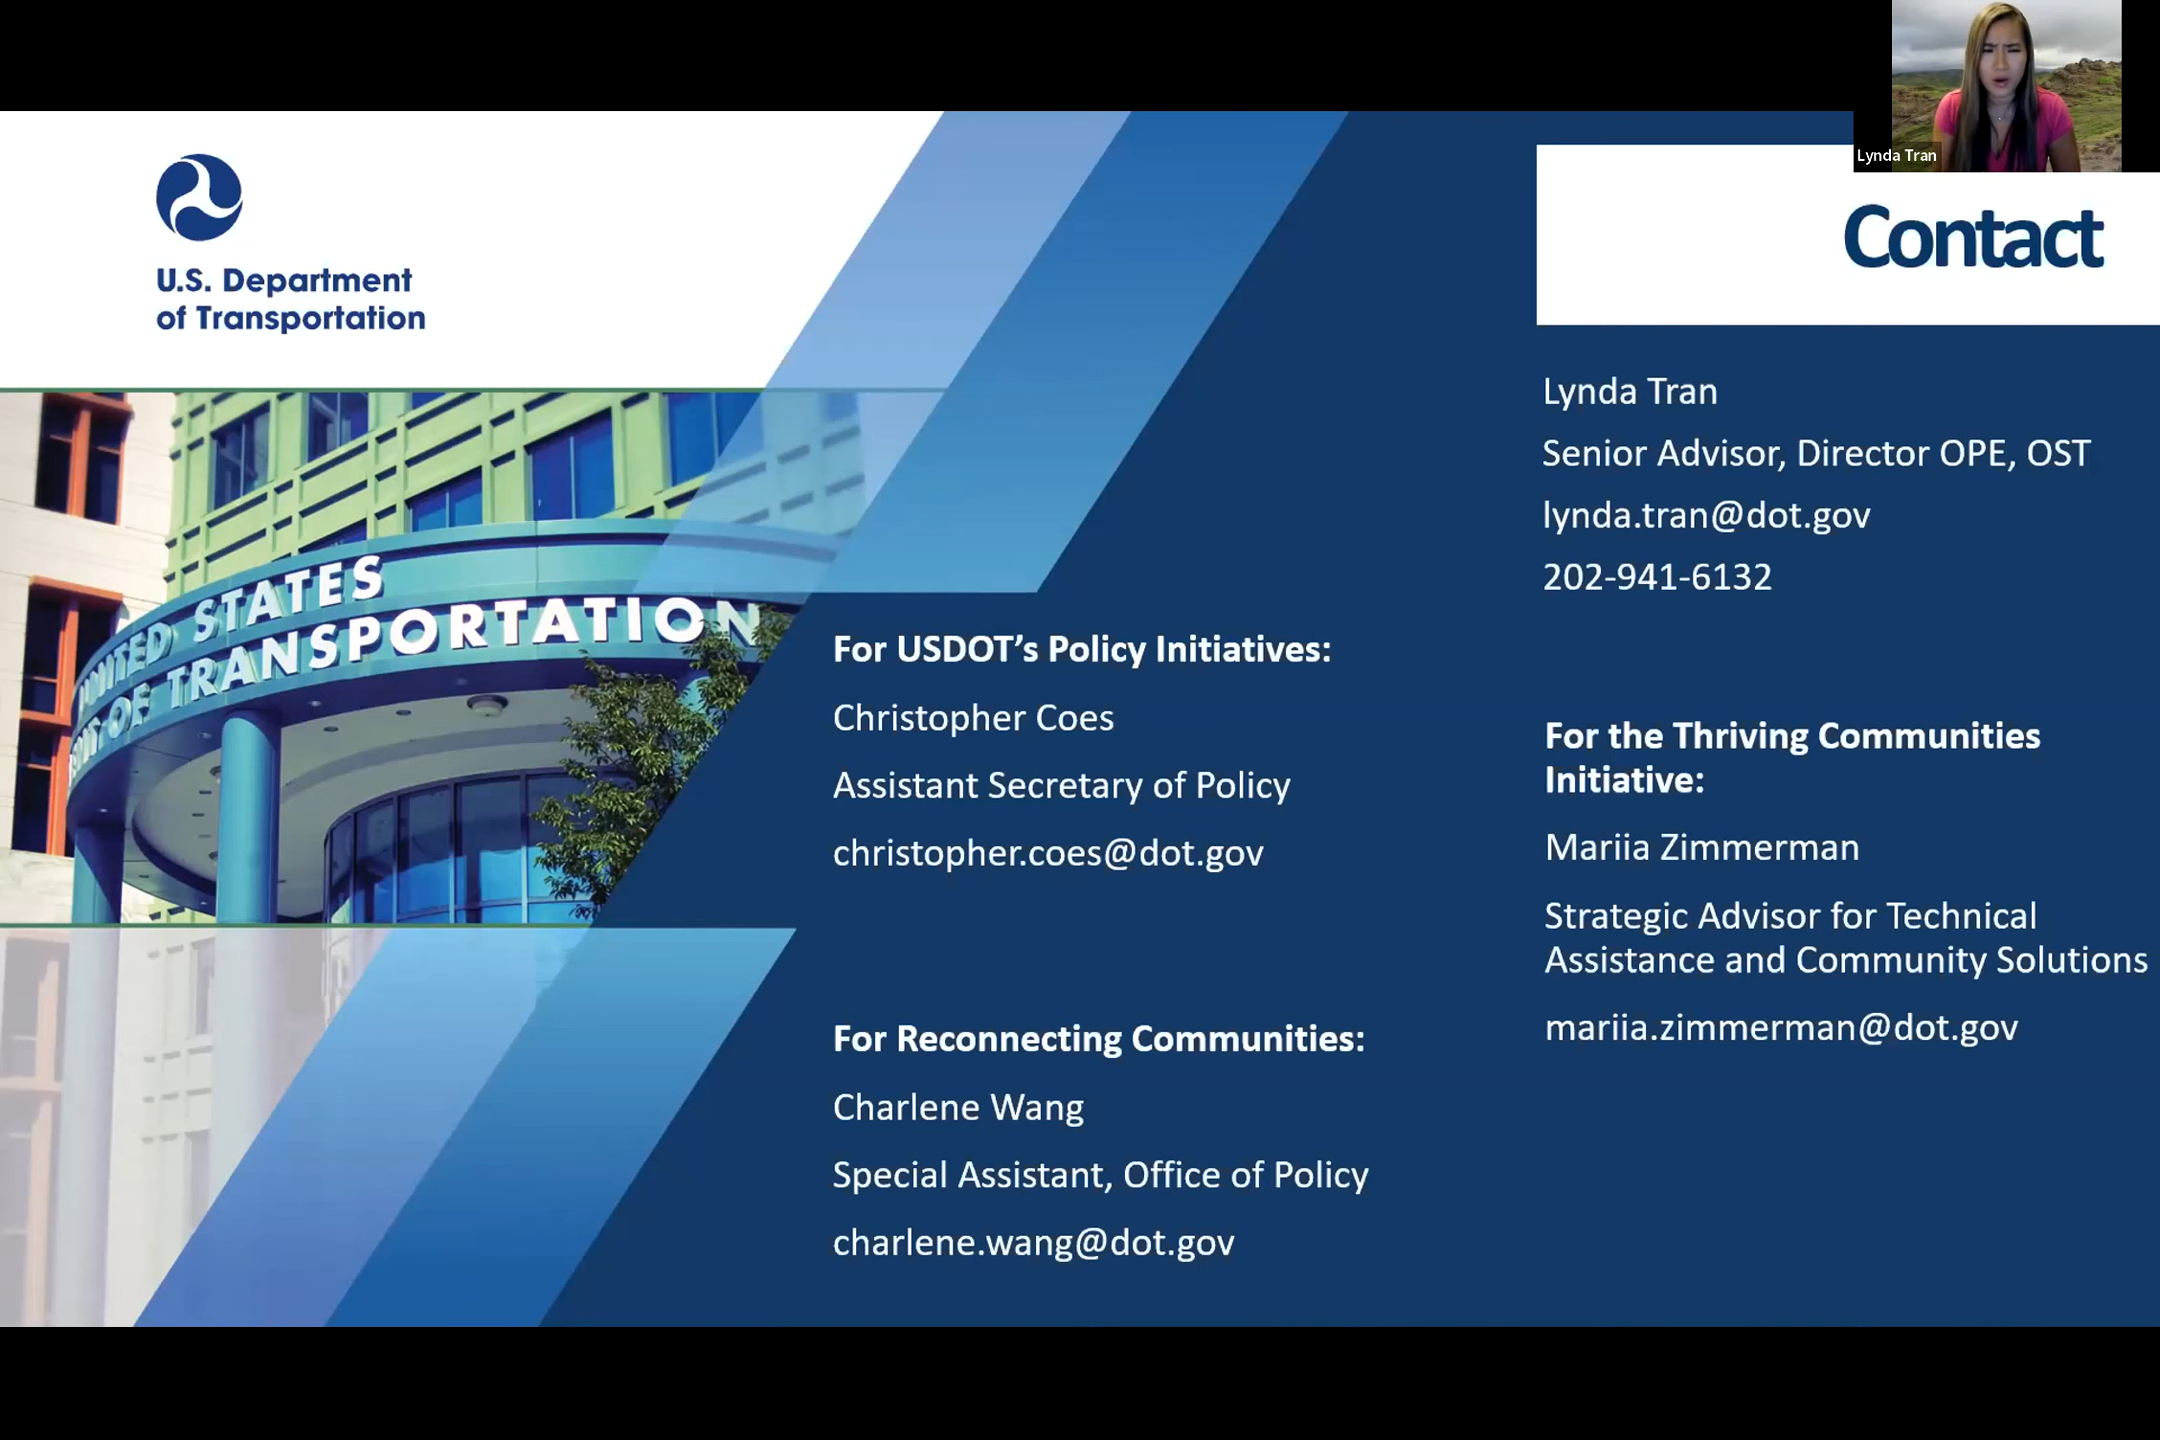 Lynda Tran
U.S. Department
of Transportation
UNITED STATES
OF TRANSPORTATION
Contact
Lynda Tran
Senior Advisor, Director OPE, OST
lynda.tran@dot.gov
202-941-6132
For USDOT’s Policy Initiatives:
Christopher Coes
Assistant Secretary of Policy
christopher.coes@dot.gov
For Reconnecting Communities:
Charlene Wang
Special Assistant, Office of Policy
charlene.wang@dot.gov
For the Thriving Communities
Initiative:
Mariia Zimmerman
Strategic Advisor for Technical
Assistance and Community Solutions
mariia.zimmerman@dot.gov